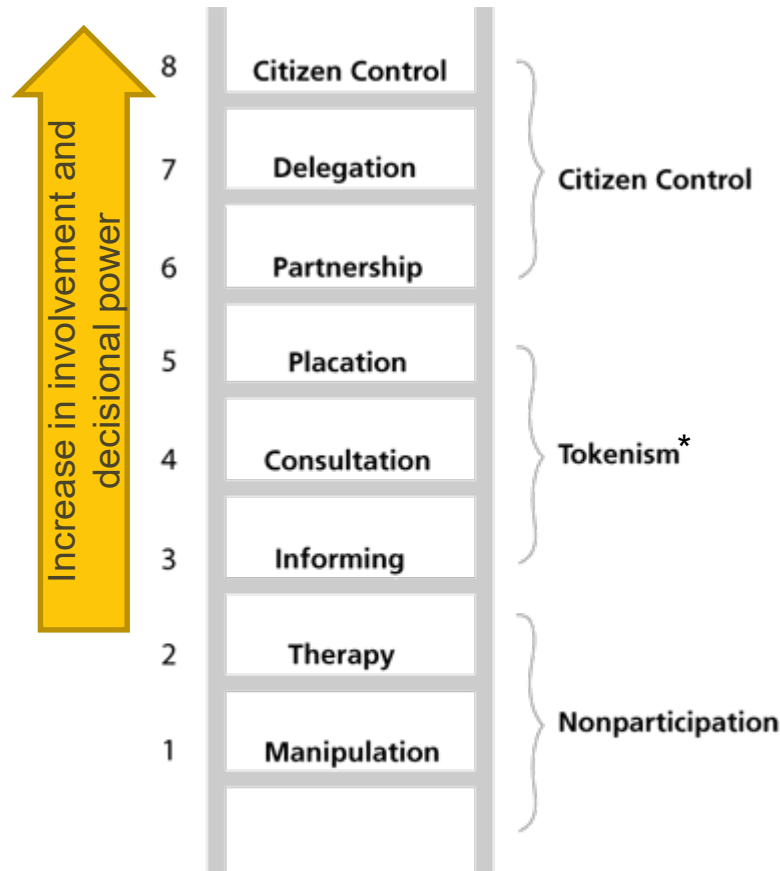 Increase in involvement and
decisional power
8 Citizen Control
7 Delegation
6 Partnership
5 Placation
4 Consultation
3 Informing
2 Therapy
1 Manipulation
Citizen Control
Tokenism*
Nonparticipation